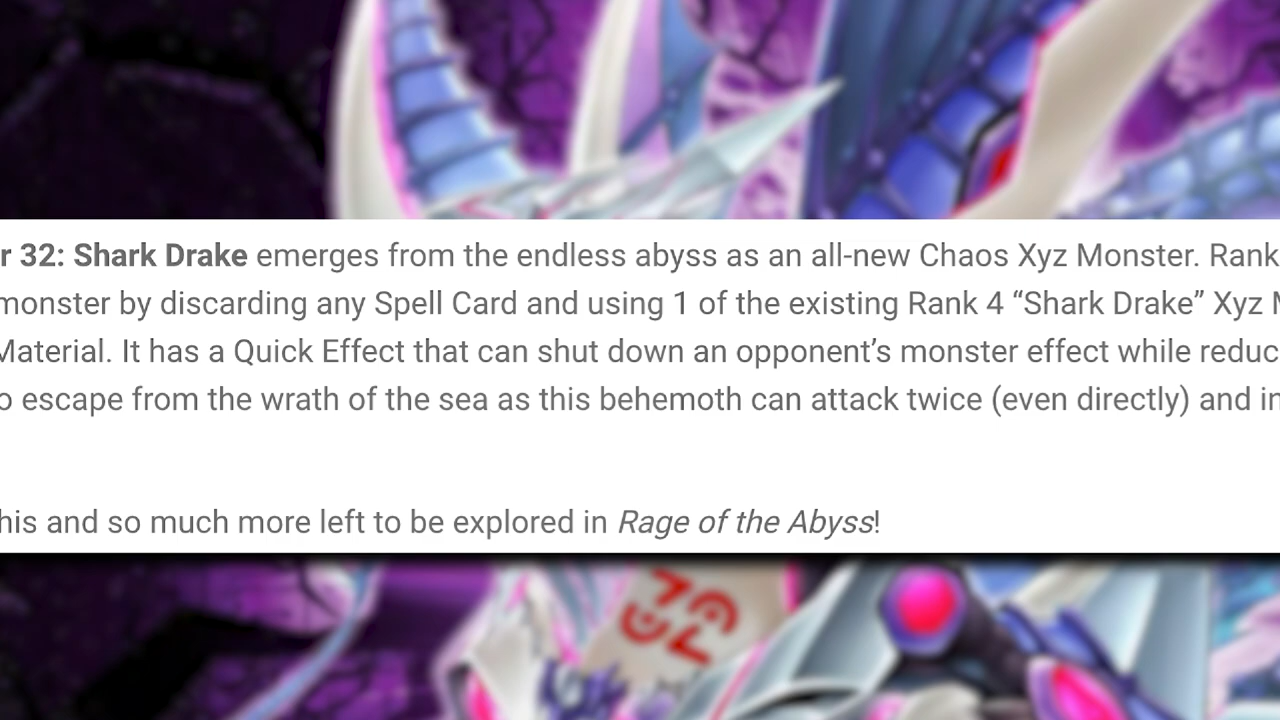 r 32: Shark Drake emerges from the endless abyss as an all-new Chaos Xyz Monster. Rank
monster by discarding any Spell Card and using 1 of the existing Rank 4 “Shark Drake” Xyz M
Material. It has a Quick Effect that can shut down an opponent’s monster effect while reduc
o escape from the wrath of the sea as this behemoth can attack twice (even directly) and in
his and so much more left to be explored in Rage of the Abyss!